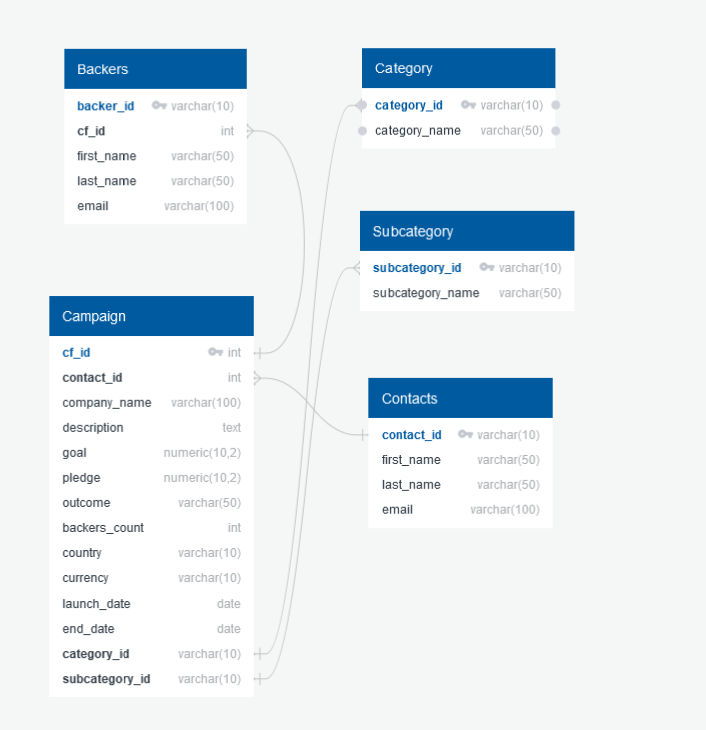 Backers
backer_id varchar(10)
cf_id int
first_name varchar(50)
last_name varchar(50)
email varchar(100)
Category
category_id varchar(10)
category_name varchar(50)
Subcategory
subcategory_id varchar(10)
subcategory_name varchar(50)
Campaign
cf_id int
contact_id int
company_name varchar(100)
description text
goal numeric(10,2)
pledge numeric(10,2)
outcome varchar(50)
backers_count int
country varchar(10)
currency varchar(10)
launch_date date
end_date date
category_id varchar(10)
subcategory_id varchar(10)
Contacts
contact_id varchar(10)
first_name varchar(50)
last_name varchar(50)
email varchar(100)